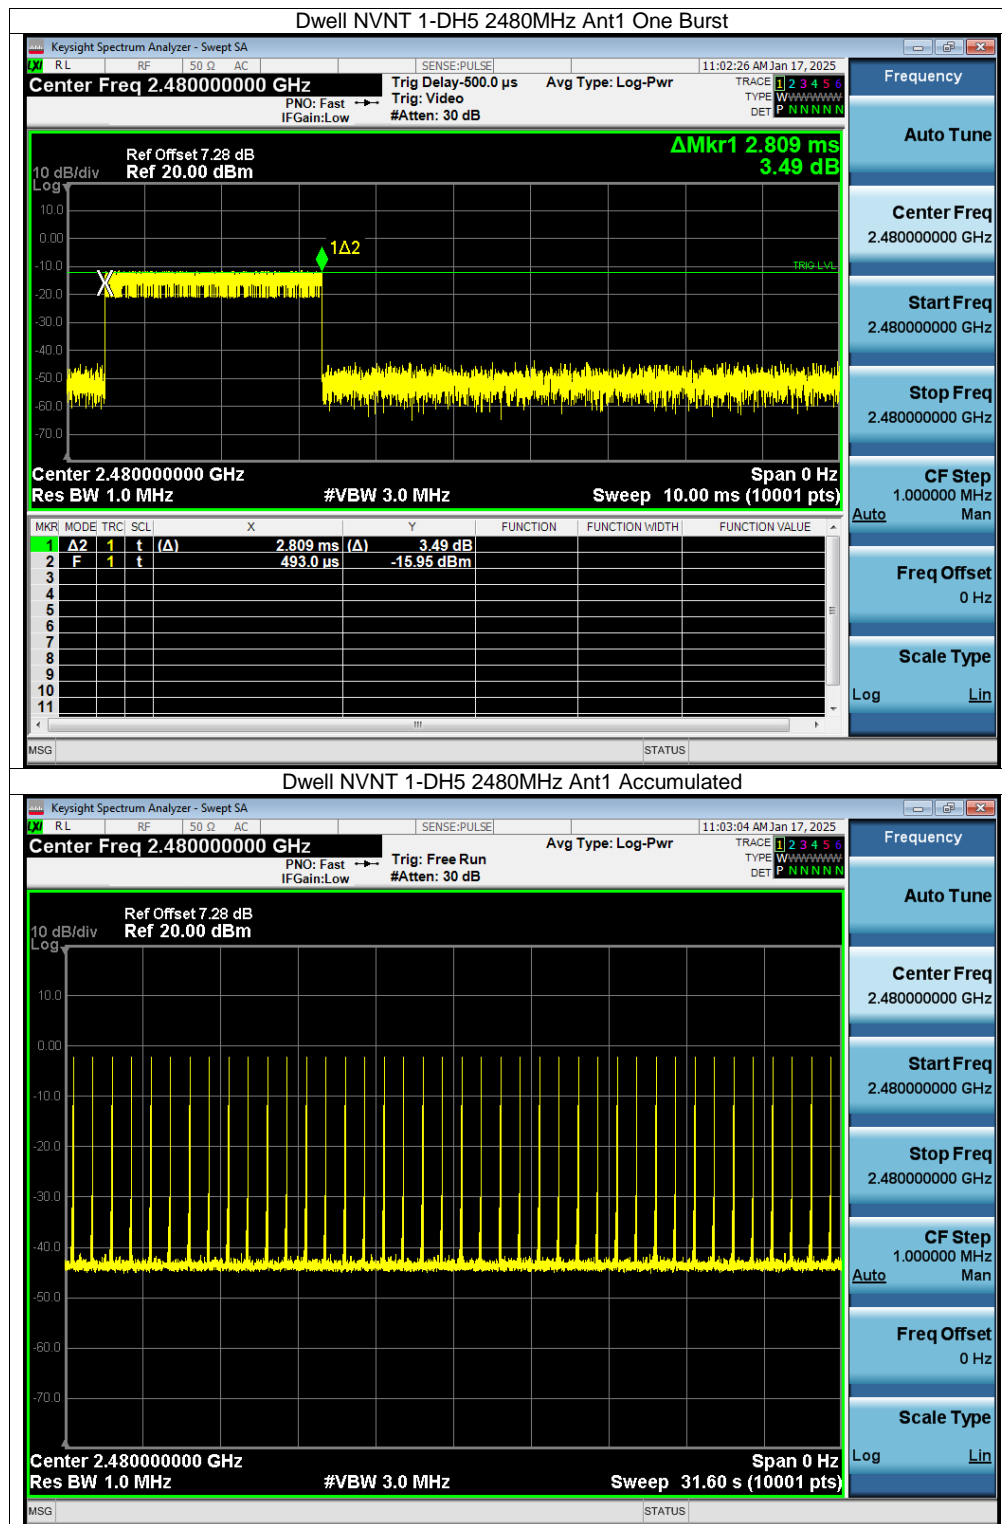 Dwell NVNT 1-DH5 2480MHz Ant1 One Burst
Keysight Spectrum Analyzer - Swept SA
LXI RL RF 50 Ω AC SENSE:PULSE 11:02:26 AM Jan 17, 2025
Center Freq 2.480000000 GHz
PNO: Fast
IFGain:Low
Trig Delay-500.0 µs
Trig: Video
#Atten: 30 dB
Avg Type: Log-Pwr
TRACE 1 2 3 4 5 6
TYPE WWWWWWW
DET P N N N N N
Frequency
Auto Tune
Center Freq
2.480000000 GHz
Start Freq
2.480000000 GHz
Stop Freq
2.480000000 GHz
CF Step
1.000000 MHz
Auto Man
Freq Offset
0 Hz
Scale Type
Log Lin
ΔMkr1 2.809 ms
3.49 dB
Ref Offset 7.28 dB
10 dB/div Ref 20.00 dBm
Log
10.0
0.00
-10.0
-20.0
-30.0
-40.0
-50.0
-60.0
-70.0
1Δ2
TRIG LVL
Center 2.480000000 GHz Span 0 Hz
Res BW 1.0 MHz #VBW 3.0 MHz Sweep 10.00 ms (10001 pts)
MKR MODE TRC SCL X Y FUNCTION FUNCTION WIDTH FUNCTION VALUE
1 Δ2 1 t (Δ) 2.809 ms (Δ) 3.49 dB
2 F 1 t 493.0 µs -15.95 dBm
3
4
5
6
7
8
9
10
11
MSG STATUS
Dwell NVNT 1-DH5 2480MHz Ant1 Accumulated
Keysight Spectrum Analyzer - Swept SA
LXI RL RF 50 Ω AC SENSE:PULSE 11:03:04 AM Jan 17, 2025
Center Freq 2.480000000 GHz
PNO: Fast
IFGain:Low
Trig: Free Run
#Atten: 30 dB
Avg Type: Log-Pwr
TRACE 1 2 3 4 5 6
TYPE WWWWWWW
DET P N N N N N
Frequency
Auto Tune
Center Freq
2.480000000 GHz
Start Freq
2.480000000 GHz
Stop Freq
2.480000000 GHz
CF Step
1.000000 MHz
Auto Man
Freq Offset
0 Hz
Scale Type
Log Lin
Ref Offset 7.28 dB
10 dB/div Ref 20.00 dBm
Log
10.0
0.00
-10.0
-20.0
-30.0
-40.0
-50.0
-60.0
-70.0
Center 2.480000000 GHz Span 0 Hz
Res BW 1.0 MHz #VBW 3.0 MHz Sweep 31.60 s (10001 pts)
MSG STATUS